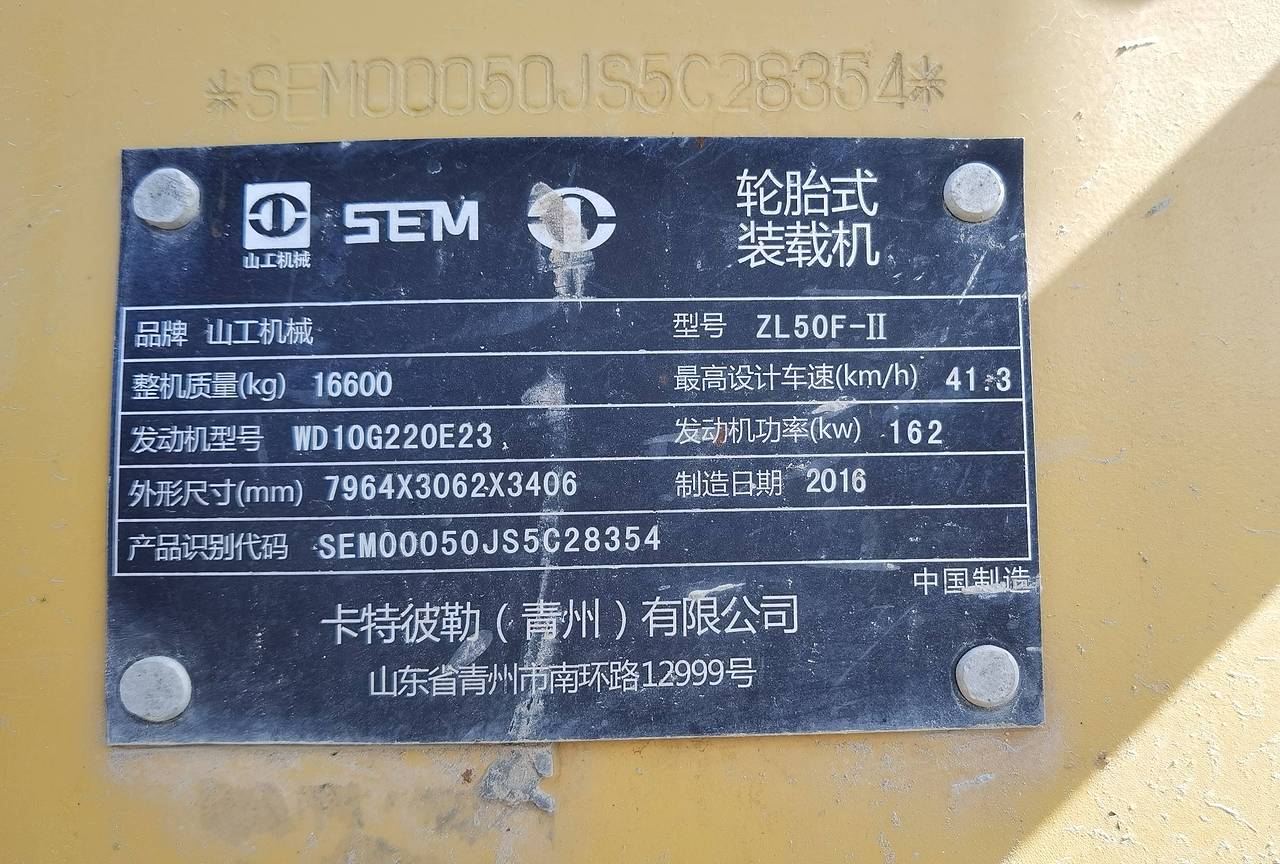 *SEM00050JS5C28354*
山工机械
SEM
轮胎式
装载机
品牌 山工机械 型号 ZL50F-II
整机质量(kg) 16600 最高设计车速(km/h) 41.3
发动机型号 WD10G220E23 发动机功率(kw) 162
外形尺寸(mm) 7964X3062X3406 制造日期 2016
产品识别代码 SEM00050JS5C28354
中国制造
卡特彼勒(青州)有限公司
山东省青州市南环路12999号